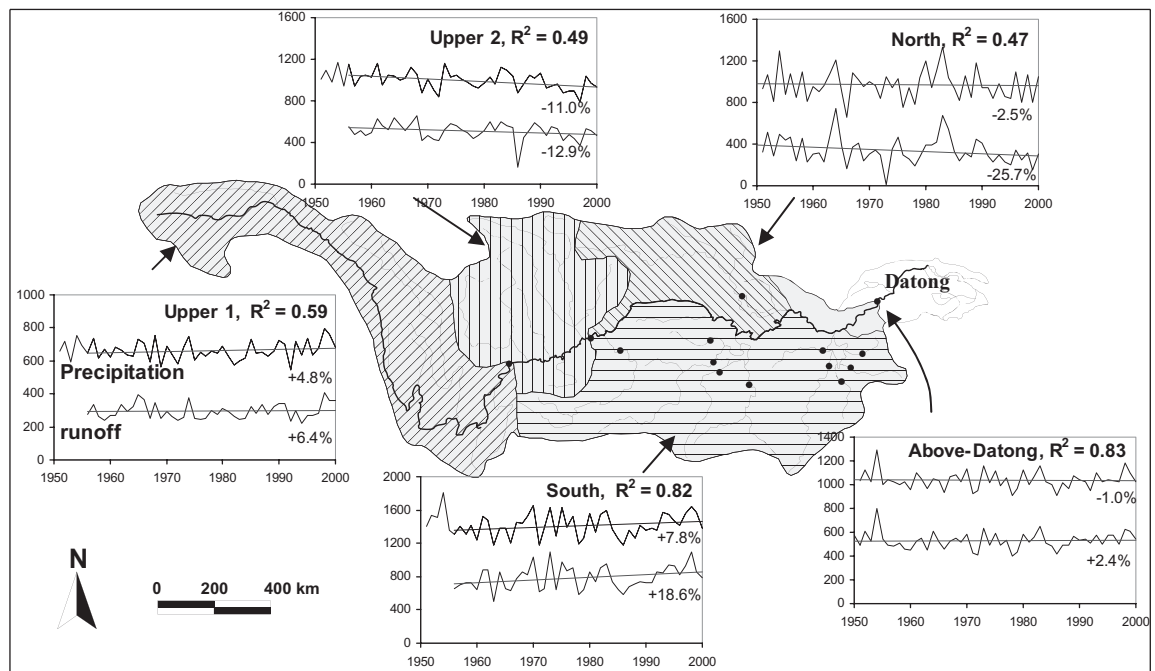 Upper 2, R² = 0.49
1600
1200
800
400
0
-11.0%
-12.9%
1950 1960 1970 1980 1990 2000
North, R² = 0.47
1600
1200
800
400
0
-2.5%
-25.7%
1950 1960 1970 1980 1990 2000
Datong
Upper 1, R² = 0.59
1000
800
600
400
200
0
Precipitation
+4.8%
runoff
+6.4%
1950 1960 1970 1980 1990 2000
South, R² = 0.82
2000
1600
1200
800
400
0
+7.8%
+18.6%
1950 1960 1970 1980 1990 2000
Above-Datong, R² = 0.83
1400
1200
1000
800
600
400
200
0
-1.0%
+2.4%
1950 1960 1970 1980 1990 2000
N
0 200 400 km